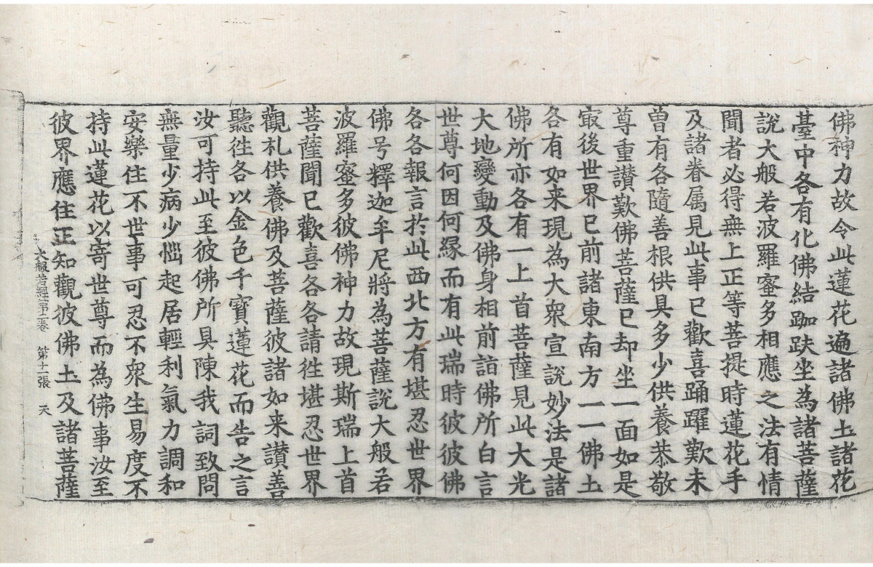 佛神力故令此蓮花遍諸佛土諸花
臺中各有化佛結跏趺坐為諸菩薩
說大般若波羅蜜多相應之法有情
聞者必得無上正等菩提時蓮花手
及諸眷属見此事已歡喜踊躍歎未
曾有各隨善根供具多少供養恭敬
尊重讃歎佛菩薩已却坐一面如是
㝡後世界已前諸東南方一一佛土
各有如来現為大衆宣說妙法是諸
佛所亦各有一上首菩薩見此大光
大地變動及佛身相前詣佛所白言
世尊何因何緣而有此瑞時彼彼佛
各各報言於此西北方有堪忍世界
佛号釋迦牟尼將為菩薩說大般若
波羅蜜多彼佛神力故現斯瑞上首
菩薩聞已歡喜各各請往堪忍世界
觀礼供養佛及菩薩彼諸如来讃善
聽往各以金色千寶蓮花而告之言
汝可持此至彼佛所具陳我詞致問
無量少病少惱起居輕利氣力調和
安樂住不世事可忍不衆生易度不
持此蓮花以寄世尊而為佛事汝至
彼界應住正知觀彼佛土及諸菩薩
大般若經第二卷 第十一張 天